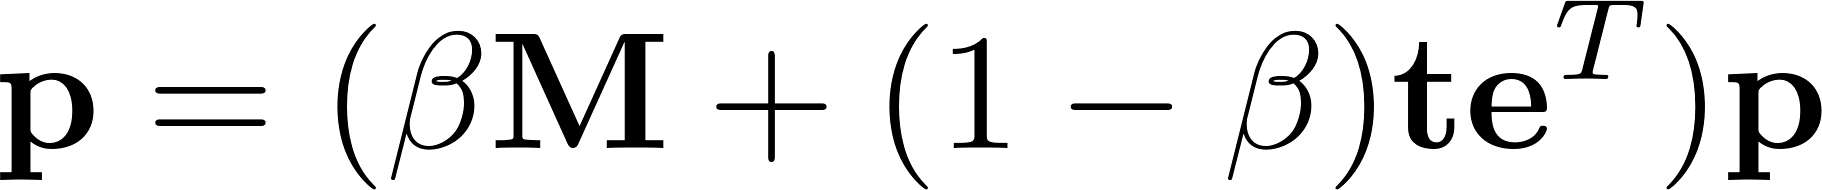 p = (βM + (1 − β)te^T)p